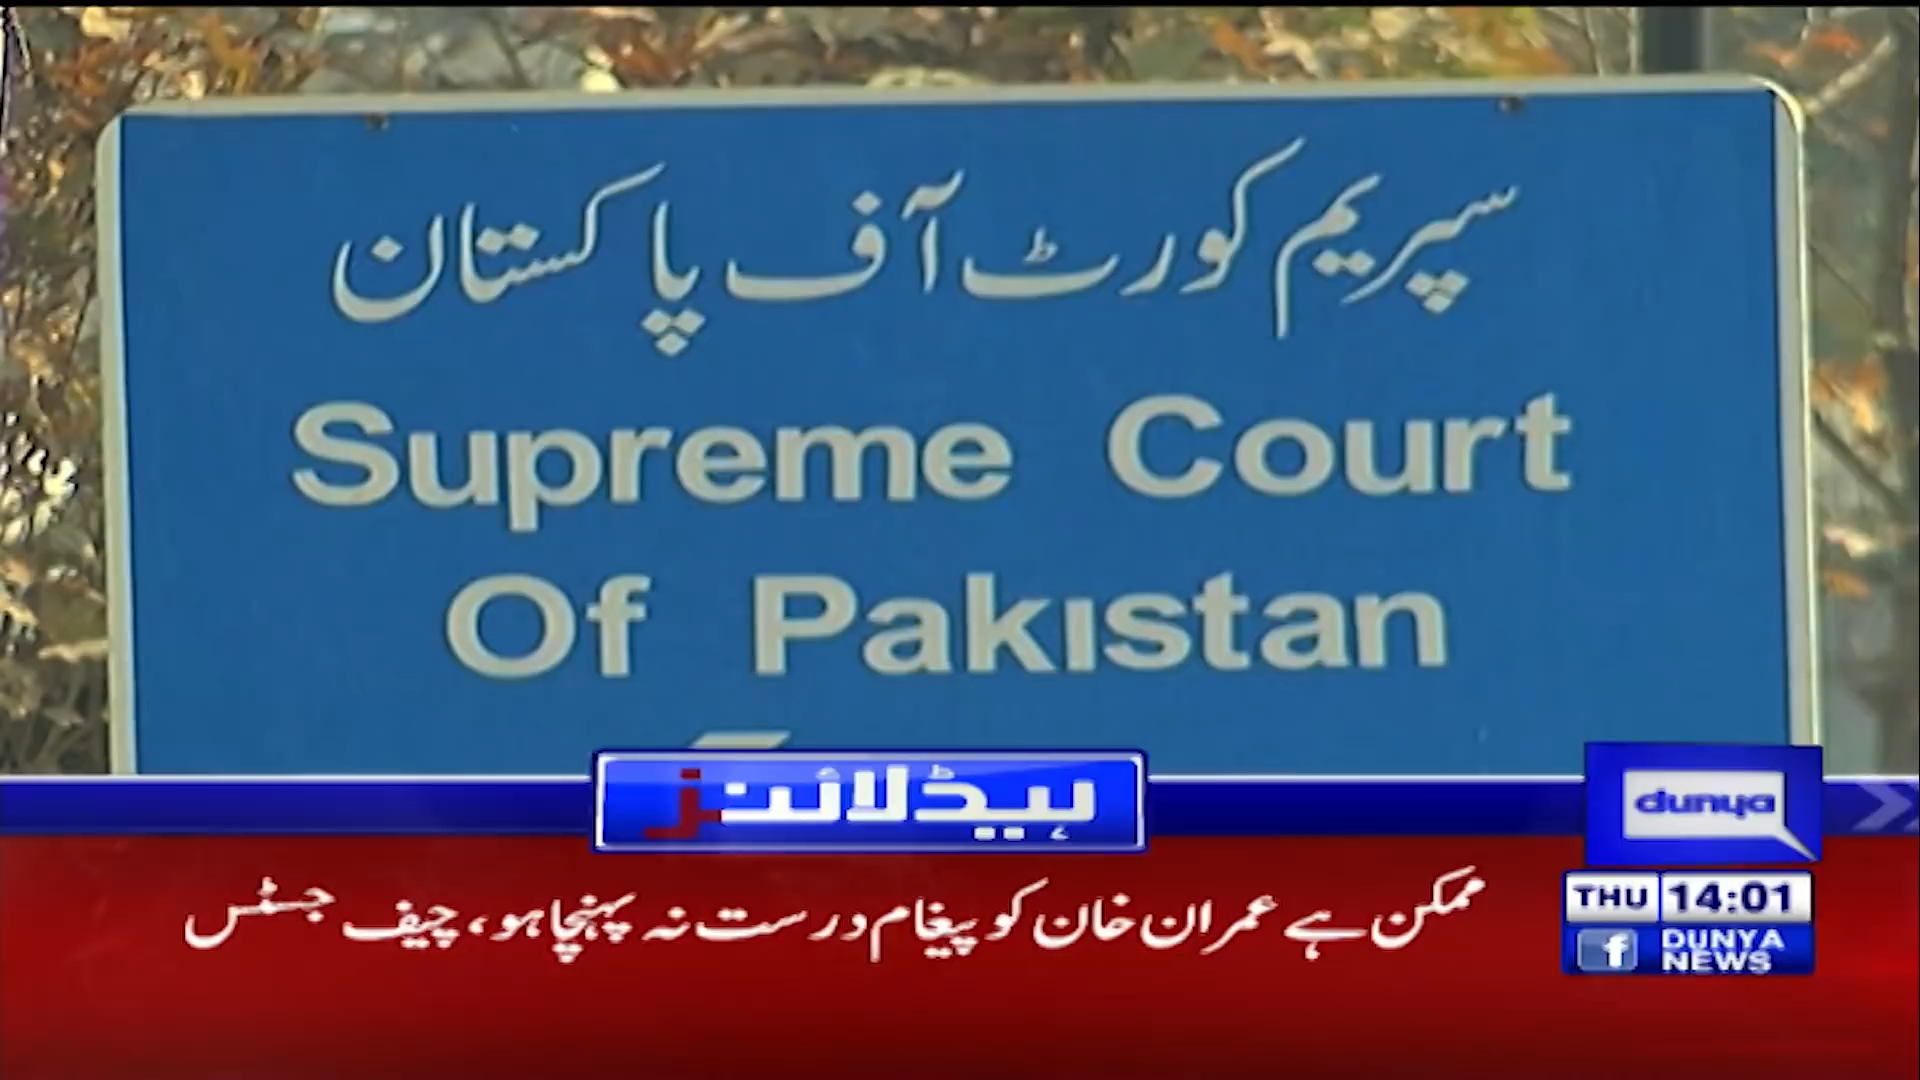 سپریم کورٹ آف پاکستان
Supreme Court
Of Pakistan
ہیڈلائنز
dunya
ممکن ہے عمران خان کو پیغام درست نہ پہنچا ہو، چیف جسٹس
THU 14:01
f DUNYA NEWS